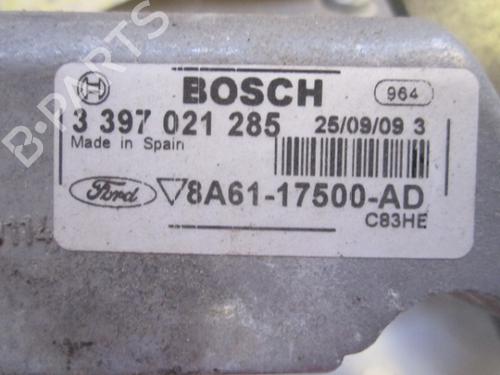 BOSCH
964
3 397 021 285
25/09/09 3
Made in Spain
Ford
8A61-17500-AD
C83HE
B-PARTS